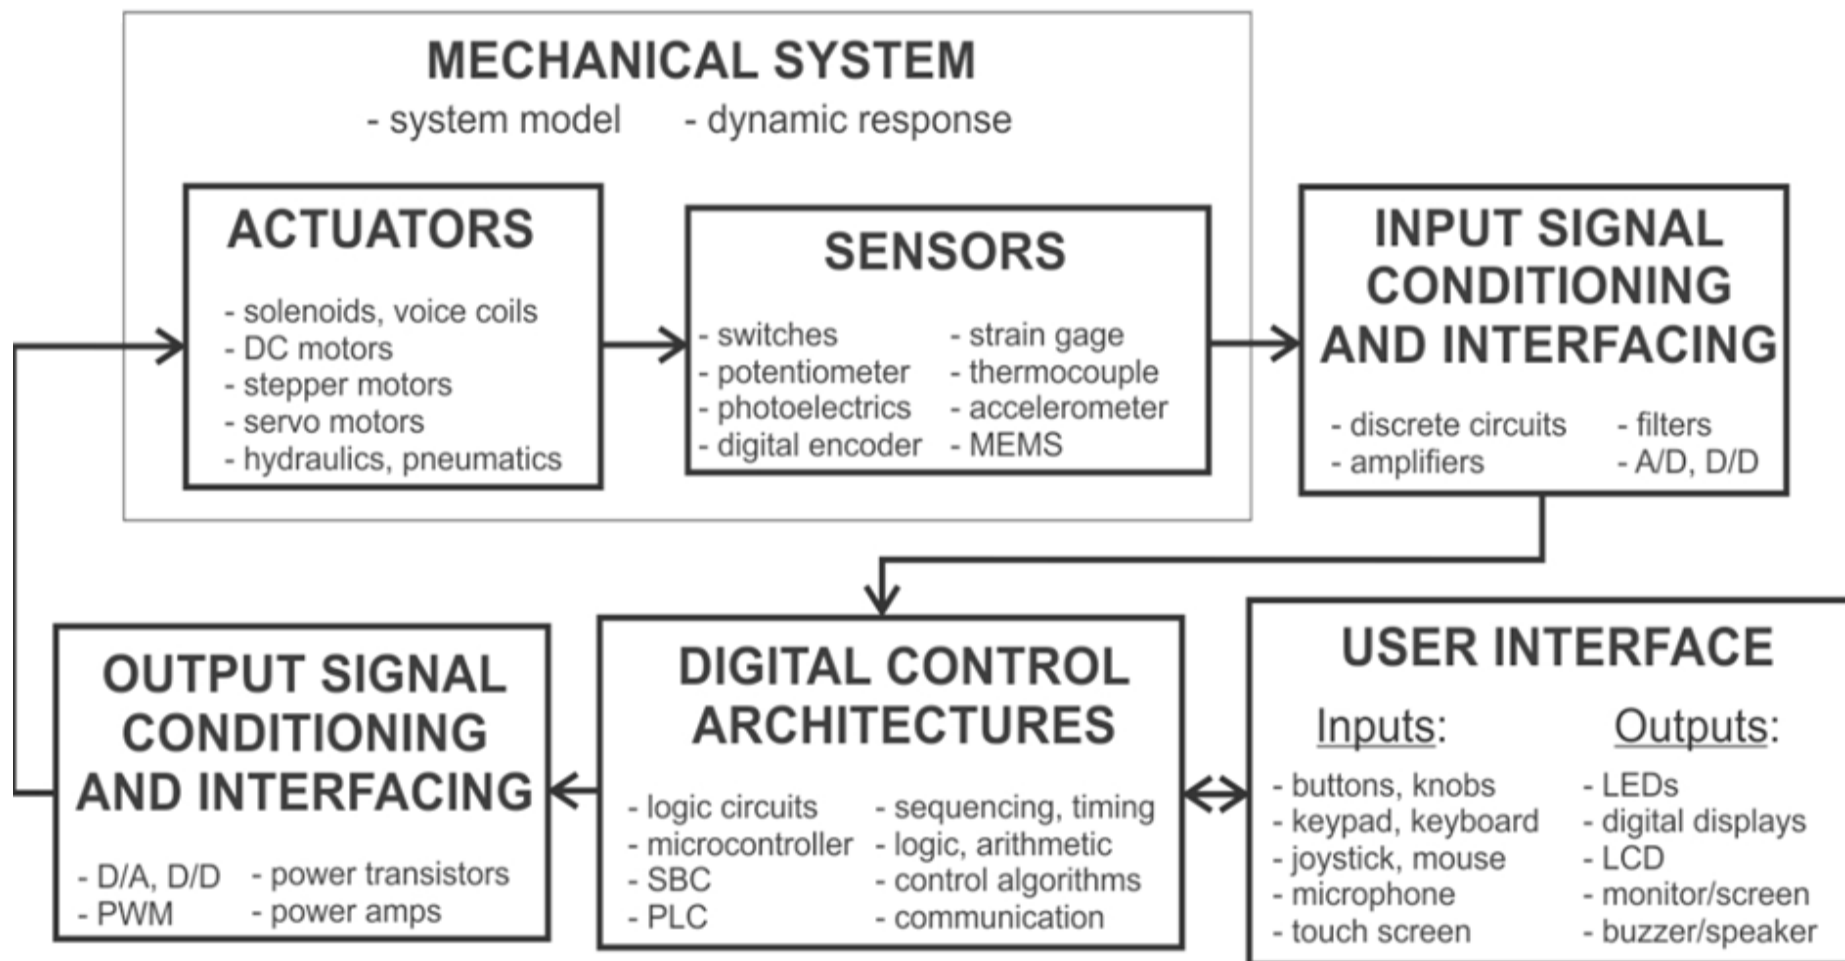 MECHANICAL SYSTEM
- system model - dynamic response
ACTUATORS
- solenoids, voice coils
- DC motors
- stepper motors
- servo motors
- hydraulics, pneumatics
SENSORS
- switches - strain gage
- potentiometer - thermocouple
- photoelectrics - accelerometer
- digital encoder - MEMS
INPUT SIGNAL
CONDITIONING
AND INTERFACING
- discrete circuits - filters
- amplifiers - A/D, D/D
OUTPUT SIGNAL
CONDITIONING
AND INTERFACING
- D/A, D/D - power transistors
- PWM - power amps
DIGITAL CONTROL
ARCHITECTURES
- logic circuits - sequencing, timing
- microcontroller - logic, arithmetic
- SBC - control algorithms
- PLC - communication
USER INTERFACE
Inputs: Outputs:
- buttons, knobs - LEDs
- keypad, keyboard - digital displays
- joystick, mouse - LCD
- microphone - monitor/screen
- touch screen - buzzer/speaker